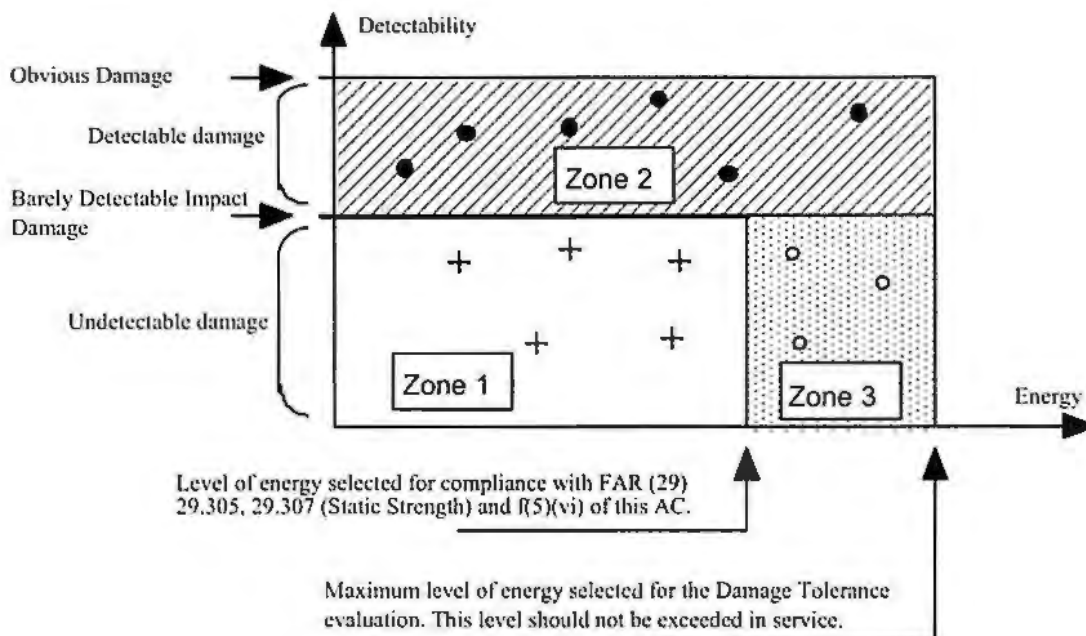 Detectability
Obvious Damage
Detectable damage
Zone 2
Barely Detectable Impact
Damage
Undetectable damage
Zone 1
Zone 3
Energy
Level of energy selected for compliance with FAR (29)
29.305, 29.307 (Static Strength) and f(5)(vi) of this AC.
Maximum level of energy selected for the Damage Tolerance
evaluation. This level should not be exceeded in service.